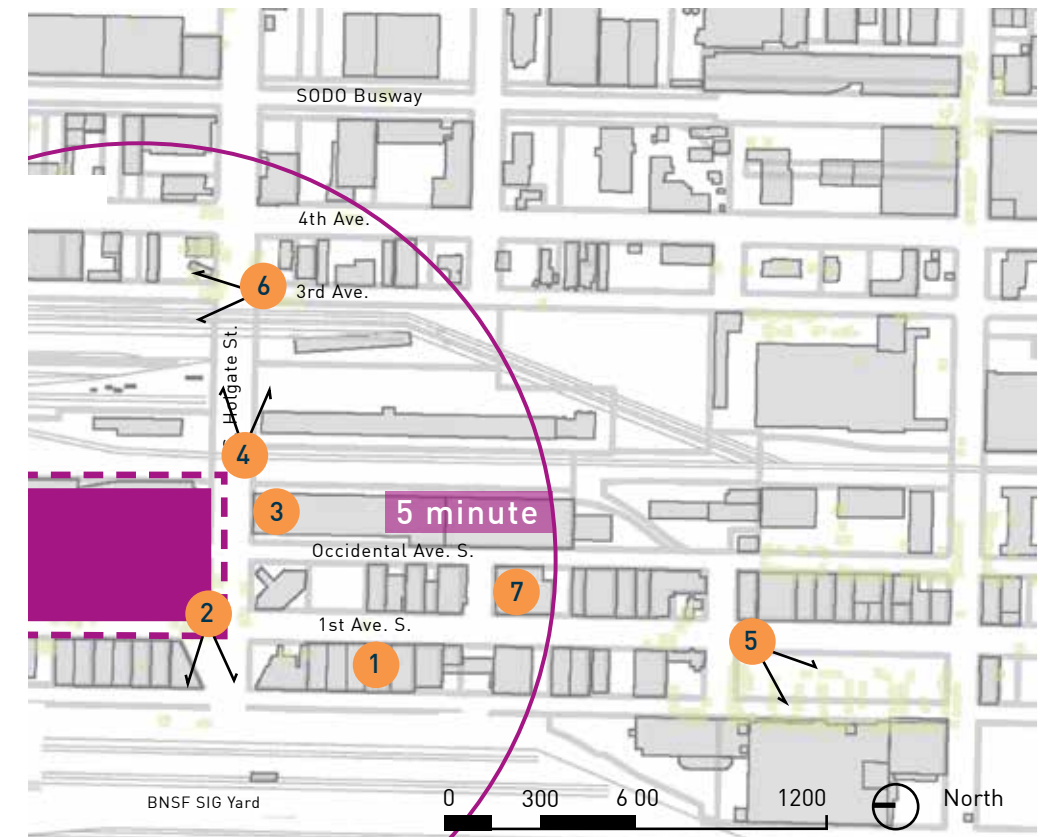 SODO Busway
4th Ave.
6
3rd Ave.
Holgate St.
4
3
5 minute
Occidental Ave. S.
7
2
1st Ave. S.
5
1
BNSF SIG Yard
0 300 6 00 1200
North